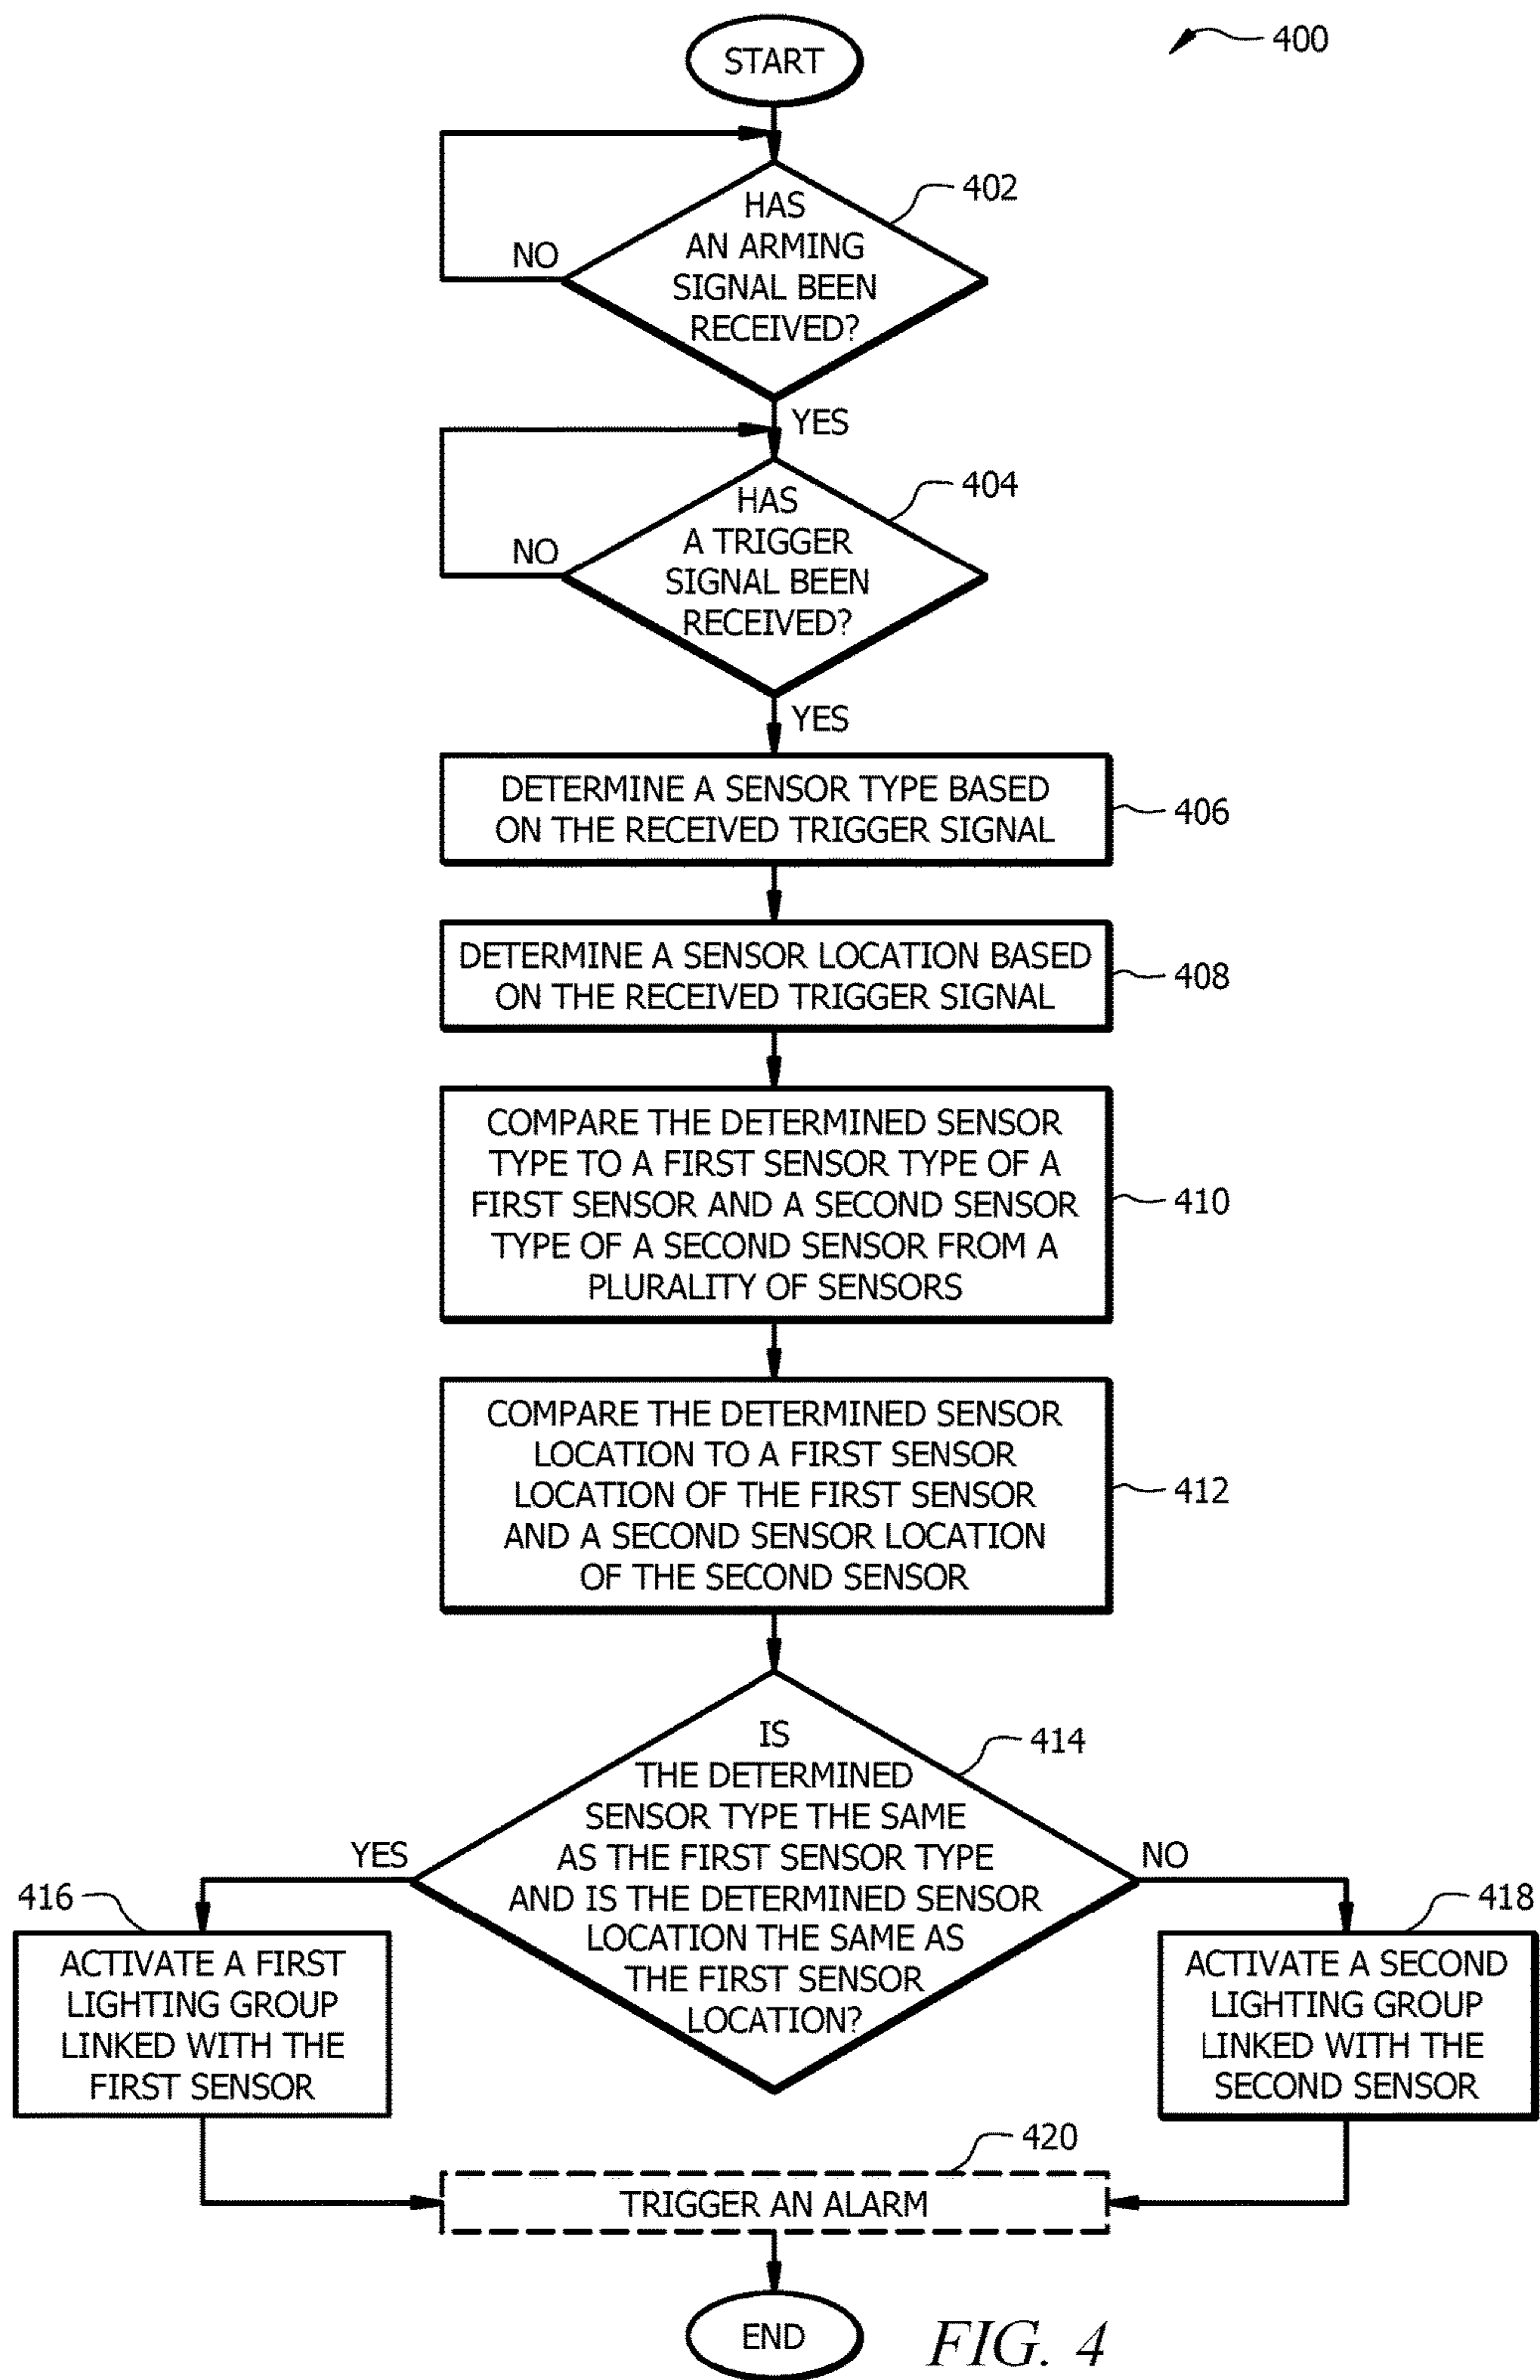 START
400
HAS
AN ARMING
SIGNAL BEEN
RECEIVED?
402
NO
YES
HAS
A TRIGGER
SIGNAL BEEN
RECEIVED?
404
NO
YES
DETERMINE A SENSOR TYPE BASED
ON THE RECEIVED TRIGGER SIGNAL
406
DETERMINE A SENSOR LOCATION BASED
ON THE RECEIVED TRIGGER SIGNAL
408
COMPARE THE DETERMINED SENSOR
TYPE TO A FIRST SENSOR TYPE OF A
FIRST SENSOR AND A SECOND SENSOR
TYPE OF A SECOND SENSOR FROM A
PLURALITY OF SENSORS
410
COMPARE THE DETERMINED SENSOR
LOCATION TO A FIRST SENSOR
LOCATION OF THE FIRST SENSOR
AND A SECOND SENSOR LOCATION
OF THE SECOND SENSOR
412
IS
THE DETERMINED
SENSOR TYPE THE SAME
AS THE FIRST SENSOR TYPE
AND IS THE DETERMINED SENSOR
LOCATION THE SAME AS
THE FIRST SENSOR
LOCATION?
414
YES
NO
416
ACTIVATE A FIRST
LIGHTING GROUP
LINKED WITH THE
FIRST SENSOR
418
ACTIVATE A SECOND
LIGHTING GROUP
LINKED WITH THE
SECOND SENSOR
420
TRIGGER AN ALARM
END
FIG. 4